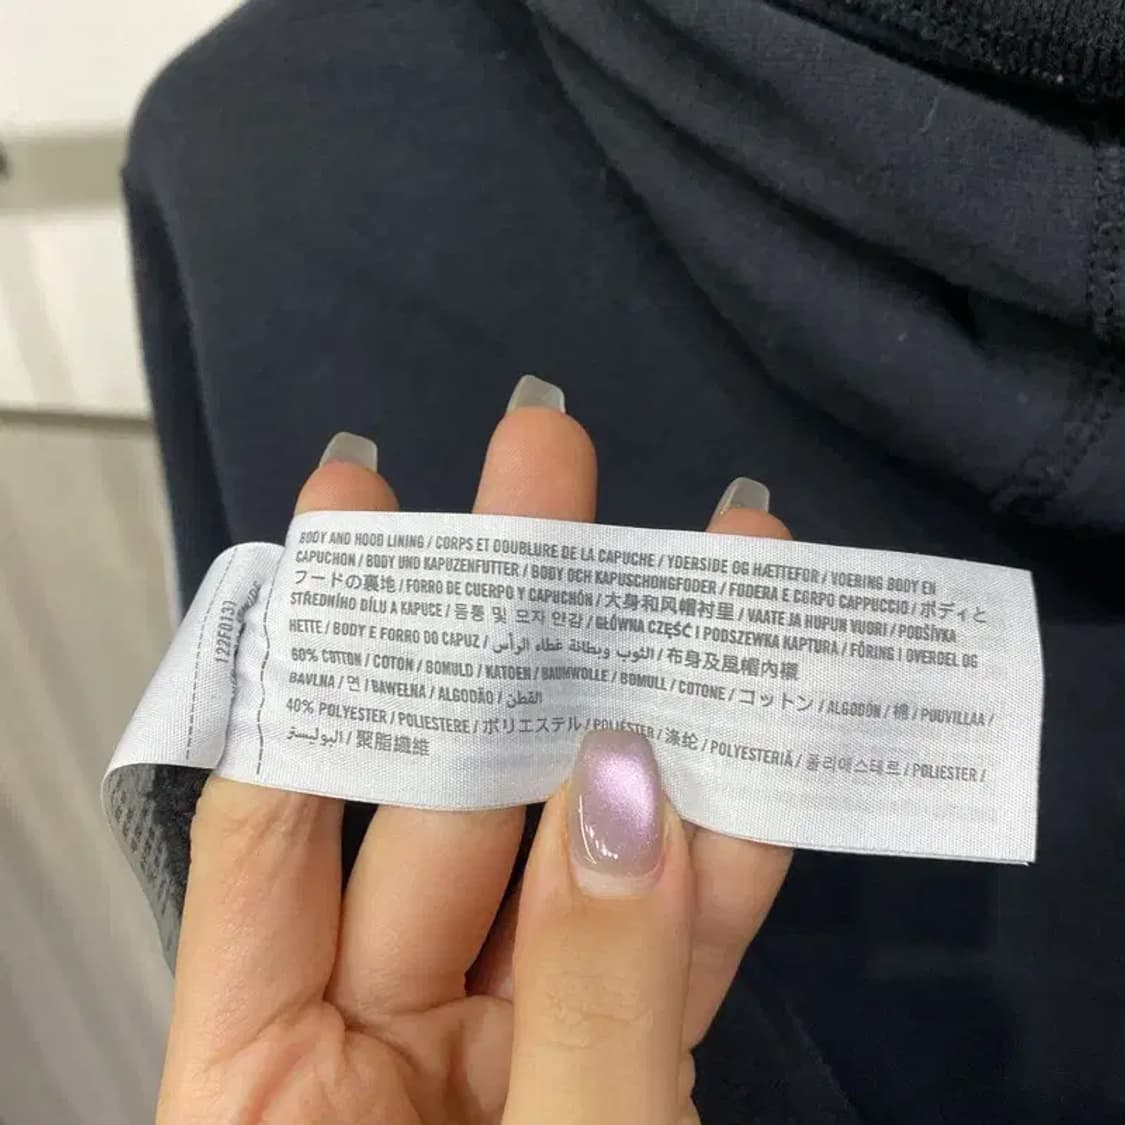 BODY AND HOOD LINING / CORPS ET DOUBLURE DE LA CAPUCHE / YDERSIDE OG HÆTTEFOR / VOERING BODY EN
CAPUCHON / BODY UND KAPUZENFUTTER / BODY OCH KAPUSCHONGFODER / FODERA E CORPO CAPPUCCIO / ボディと
フードの裏地 / FORRO DE CUERPO Y CAPUCHÓN / 大身和风帽衬里 / VAATE JA HUPUN VUORI / PODŠÍVKA
STŘEDNÍHO DÍLU A KAPUCE / 몸통 및 모자 안감 / GŁÓWNA CZĘŚĆ I PODSZEWKA KAPTURA / FÔRING I OVERDEL OG
HETTE / BODY E FORRO DO CAPUZ / الثوب وبطانة غطاء الرأس / 布身及風帽內襯
60% COTTON / COTON / BOMULD / KATOEN / BAUMWOLLE / BOMULL / COTONE / コットン / ALGODÓN / 棉 / PUUVILLAA /
BAVLNA / 면 / BAWEŁNA / ALGODÃO / القطن
40% POLYESTER / POLIESTERE / ポリエステル / POLIÉSTER / 涤纶 / POLYESTERIÄ / 폴리에스테르 / POLIESTER /
البوليستر / 聚脂纖維
122F0137